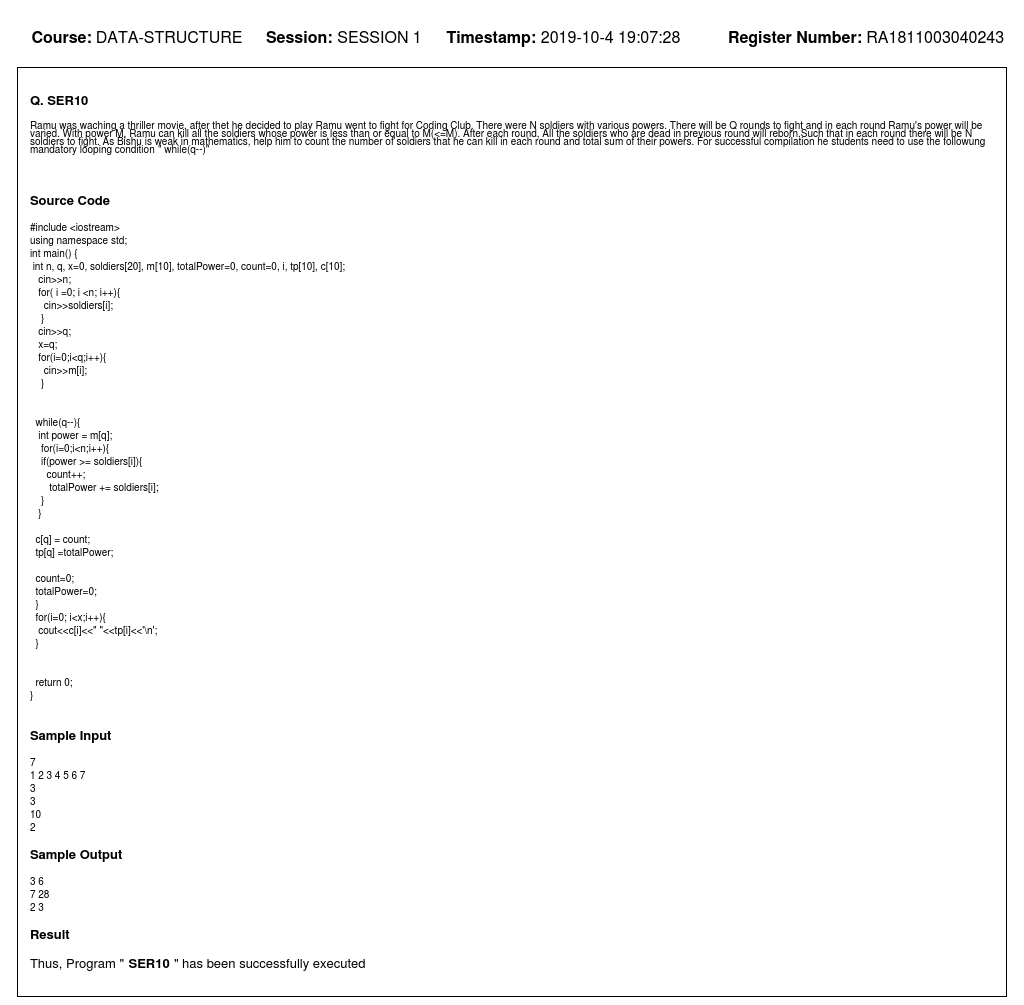 Course: DATA-STRUCTURE Session: SESSION 1 Timestamp: 2019-10-4 19:07:28 Register Number: RA1811003040243
Q. SER10
Ramu was waching a thriller movie, after thet he decided to play Ramu went to fight for Coding Club. There were N soldiers with various powers. There will be Q rounds to fight and in each round Ramu's power will be
varied. With power M, Ramu can kill all the soldiers whose power is less than or equal to M(<=M). After each round, All the soldiers who are dead in previous round will reborn.Such that in each round there will be N
soldiers to fight. As Bishu is weak in mathematics, help him to count the number of soldiers that he can kill in each round and total sum of their powers. For successful compilation he students need to use the followung
mandatory looping condition " while(q--)"
Source Code
#include <iostream>
using namespace std;
int main() {
int n, q, x=0, soldiers[20], m[10], totalPower=0, count=0, i, tp[10], c[10];
cin>>n;
for( i =0; i <n; i++){
cin>>soldiers[i];
}
cin>>q;
x=q;
for(i=0;i<q;i++){
cin>>m[i];
}
while(q--){
int power = m[q];
for(i=0;i<n;i++){
if(power >= soldiers[i]){
count++;
totalPower += soldiers[i];
}
}
c[q] = count;
tp[q] =totalPower;
count=0;
totalPower=0;
}
for(i=0; i<x;i++){
cout<<c[i]<<" "<<tp[i]<<'\n';
}
return 0;
}
Sample Input
7
1 2 3 4 5 6 7
3
3
10
2
Sample Output
3 6
7 28
2 3
Result
Thus, Program " SER10 " has been successfully executed